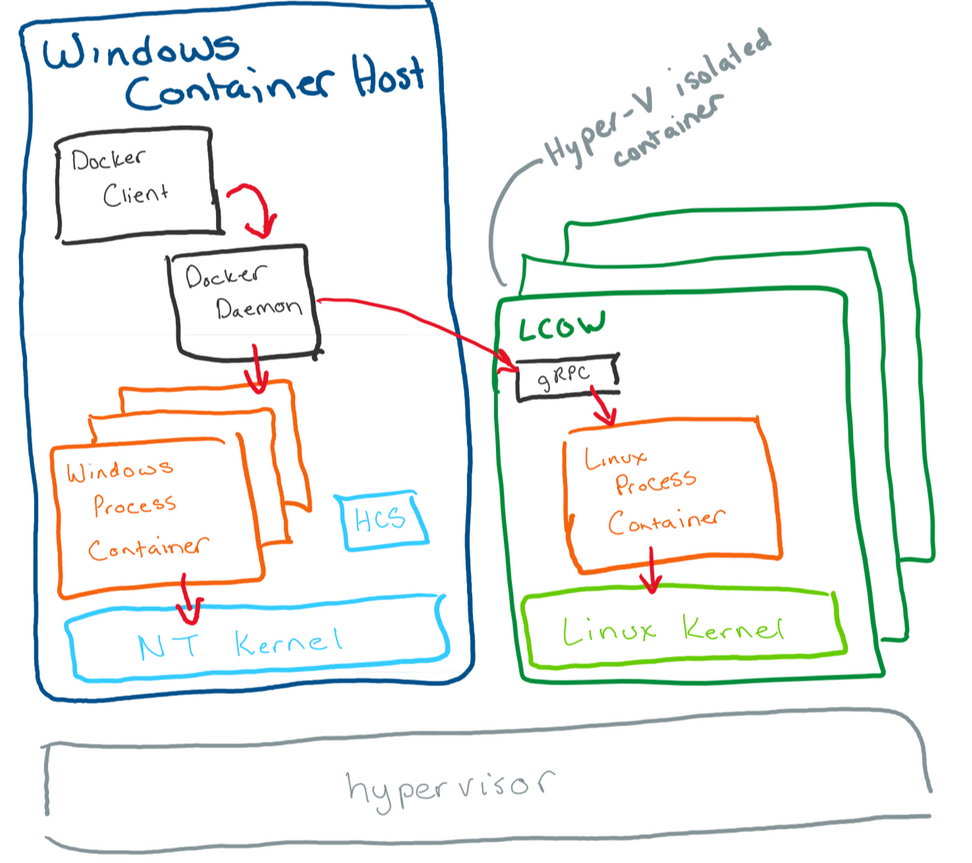 Windows
Container Host
Docker
Client
Docker
Daemon
Windows
Process
Container
HCS
NT Kernel
Hyper-V isolated
container
LCOW
gRPC
Linux
Process
Container
Linux Kernel
hypervisor